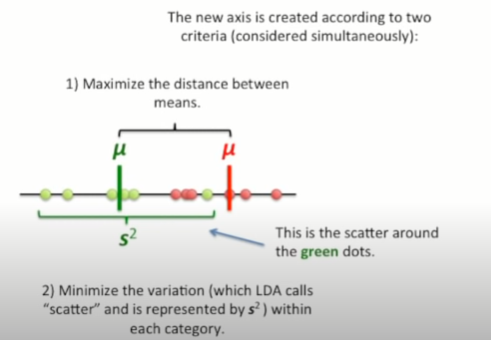 The new axis is created according to two
criteria (considered simultaneously):
1) Maximize the distance between
means.
μ μ
s²
This is the scatter around
the green dots.
2) Minimize the variation (which LDA calls
“scatter” and is represented by s² ) within
each category.